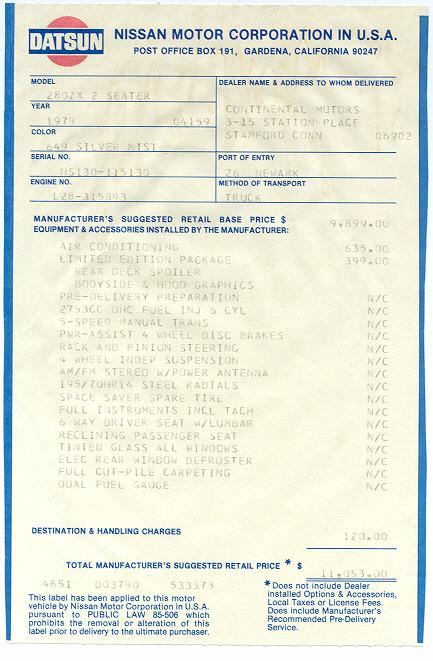 DATSUN
NISSAN MOTOR CORPORATION IN U.S.A.
POST OFFICE BOX 191, GARDENA, CALIFORNIA 90247
MODEL
280ZX 2 SEATER
DEALER NAME & ADDRESS TO WHOM DELIVERED
YEAR
1979 04159
CONTINENTAL MOTORS
3-15 STATION PLACE
STAMFORD CONN 06902
COLOR
649 SILVER MIST
SERIAL NO.
HS130-115130
PORT OF ENTRY
26 NEWARK
ENGINE NO.
L28-315893
METHOD OF TRANSPORT
TRUCK
MANUFACTURER'S SUGGESTED RETAIL BASE PRICE $ 9,899.00
EQUIPMENT & ACCESSORIES INSTALLED BY THE MANUFACTURER:
AIR CONDITIONING 635.00
LIMITED EDITION PACKAGE 399.00
REAR DECK SPOILER
BODYSIDE & HOOD GRAPHICS
PRE-DELIVERY PREPARATION N/C
2753CC OHC FUEL INJ 6 CYL N/C
5-SPEED MANUAL TRANS N/C
PWR-ASSIST 4 WHEEL DISC BRAKES N/C
RACK AND PINION STEERING N/C
4 WHEEL INDEP SUSPENSION N/C
AM/FM STEREO W/POWER ANTENNA N/C
195/70HR14 STEEL RADIALS N/C
SPACE SAVER SPARE TIRE N/C
FULL INSTRUMENTS INCL TACH N/C
6 WAY DRIVER SEAT W/LUMBAR N/C
RECLINING PASSENGER SEAT N/C
TINTED GLASS ALL WINDOWS N/C
ELEC REAR WINDOW DEFROSTER N/C
FULL CUT-PILE CARPETING N/C
DUAL FUEL GAUGE N/C
DESTINATION & HANDLING CHARGES 120.00
TOTAL MANUFACTURER'S SUGGESTED RETAIL PRICE * $ 11,053.00
4851 003790 533373
This label has been applied to this motor
vehicle by Nissan Motor Corporation in U.S.A.
pursuant to PUBLIC LAW 85-506 which
prohibits the removal or alteration of this
label prior to delivery to the ultimate purchaser.
*Does not include Dealer
installed Options & Accessories,
Local Taxes or License Fees.
Does include Manufacturer's
Recommended Pre-Delivery
Service.